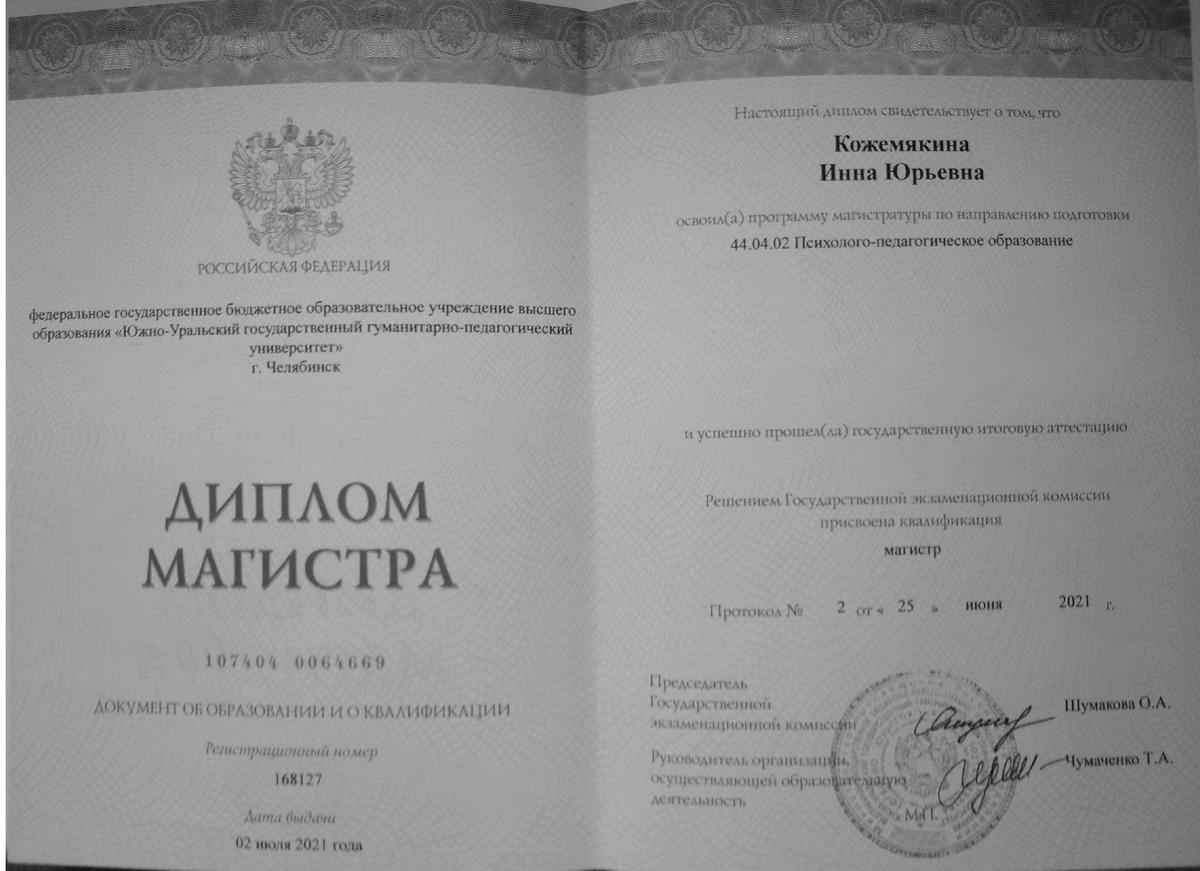 РОССИЙСКАЯ ФЕДЕРАЦИЯ
федеральное государственное бюджетное образовательное учреждение высшего
образования «Южно-Уральский государственный гуманитарно-педагогический
университет»
г. Челябинск
ДИПЛОМ
МАГИСТРА
107404 0064669
ДОКУМЕНТ ОБ ОБРАЗОВАНИИ И О КВАЛИФИКАЦИИ
Регистрационный номер
168127
Дата выдачи
02 июля 2021 года
Настоящий диплом свидетельствует о том, что
Кожемякина
Инна Юрьевна
освоил(а) программу магистратуры по направлению подготовки
44.04.02 Психолого-педагогическое образование
и успешно прошел(ла) государственную итоговую аттестацию
Решением Государственной экзаменационной комиссии
присвоена квалификация
магистр
Протокол № 2 от « 25 » июня 2021 г.
Председатель
Государственной
экзаменационной комиссии
Шумакова О.А.
Руководитель организации,
осуществляющей образовательную
деятельность
Чумаченко Т.А.
М.П.